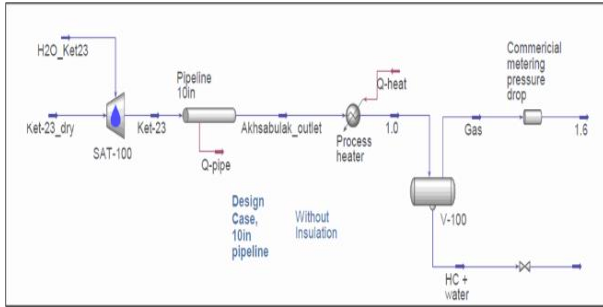 H2O_Ket23
Ket-23_dry
SAT-100
Ket-23
Pipeline
10in
Q-pipe
Akhsabulak_outlet
Q-heat
Process
heater
1.0
Gas
Commericial
metering
pressure
drop
1.6
V-100
HC +
water
Design
Case,
10in
pipeline
Without
Insulation